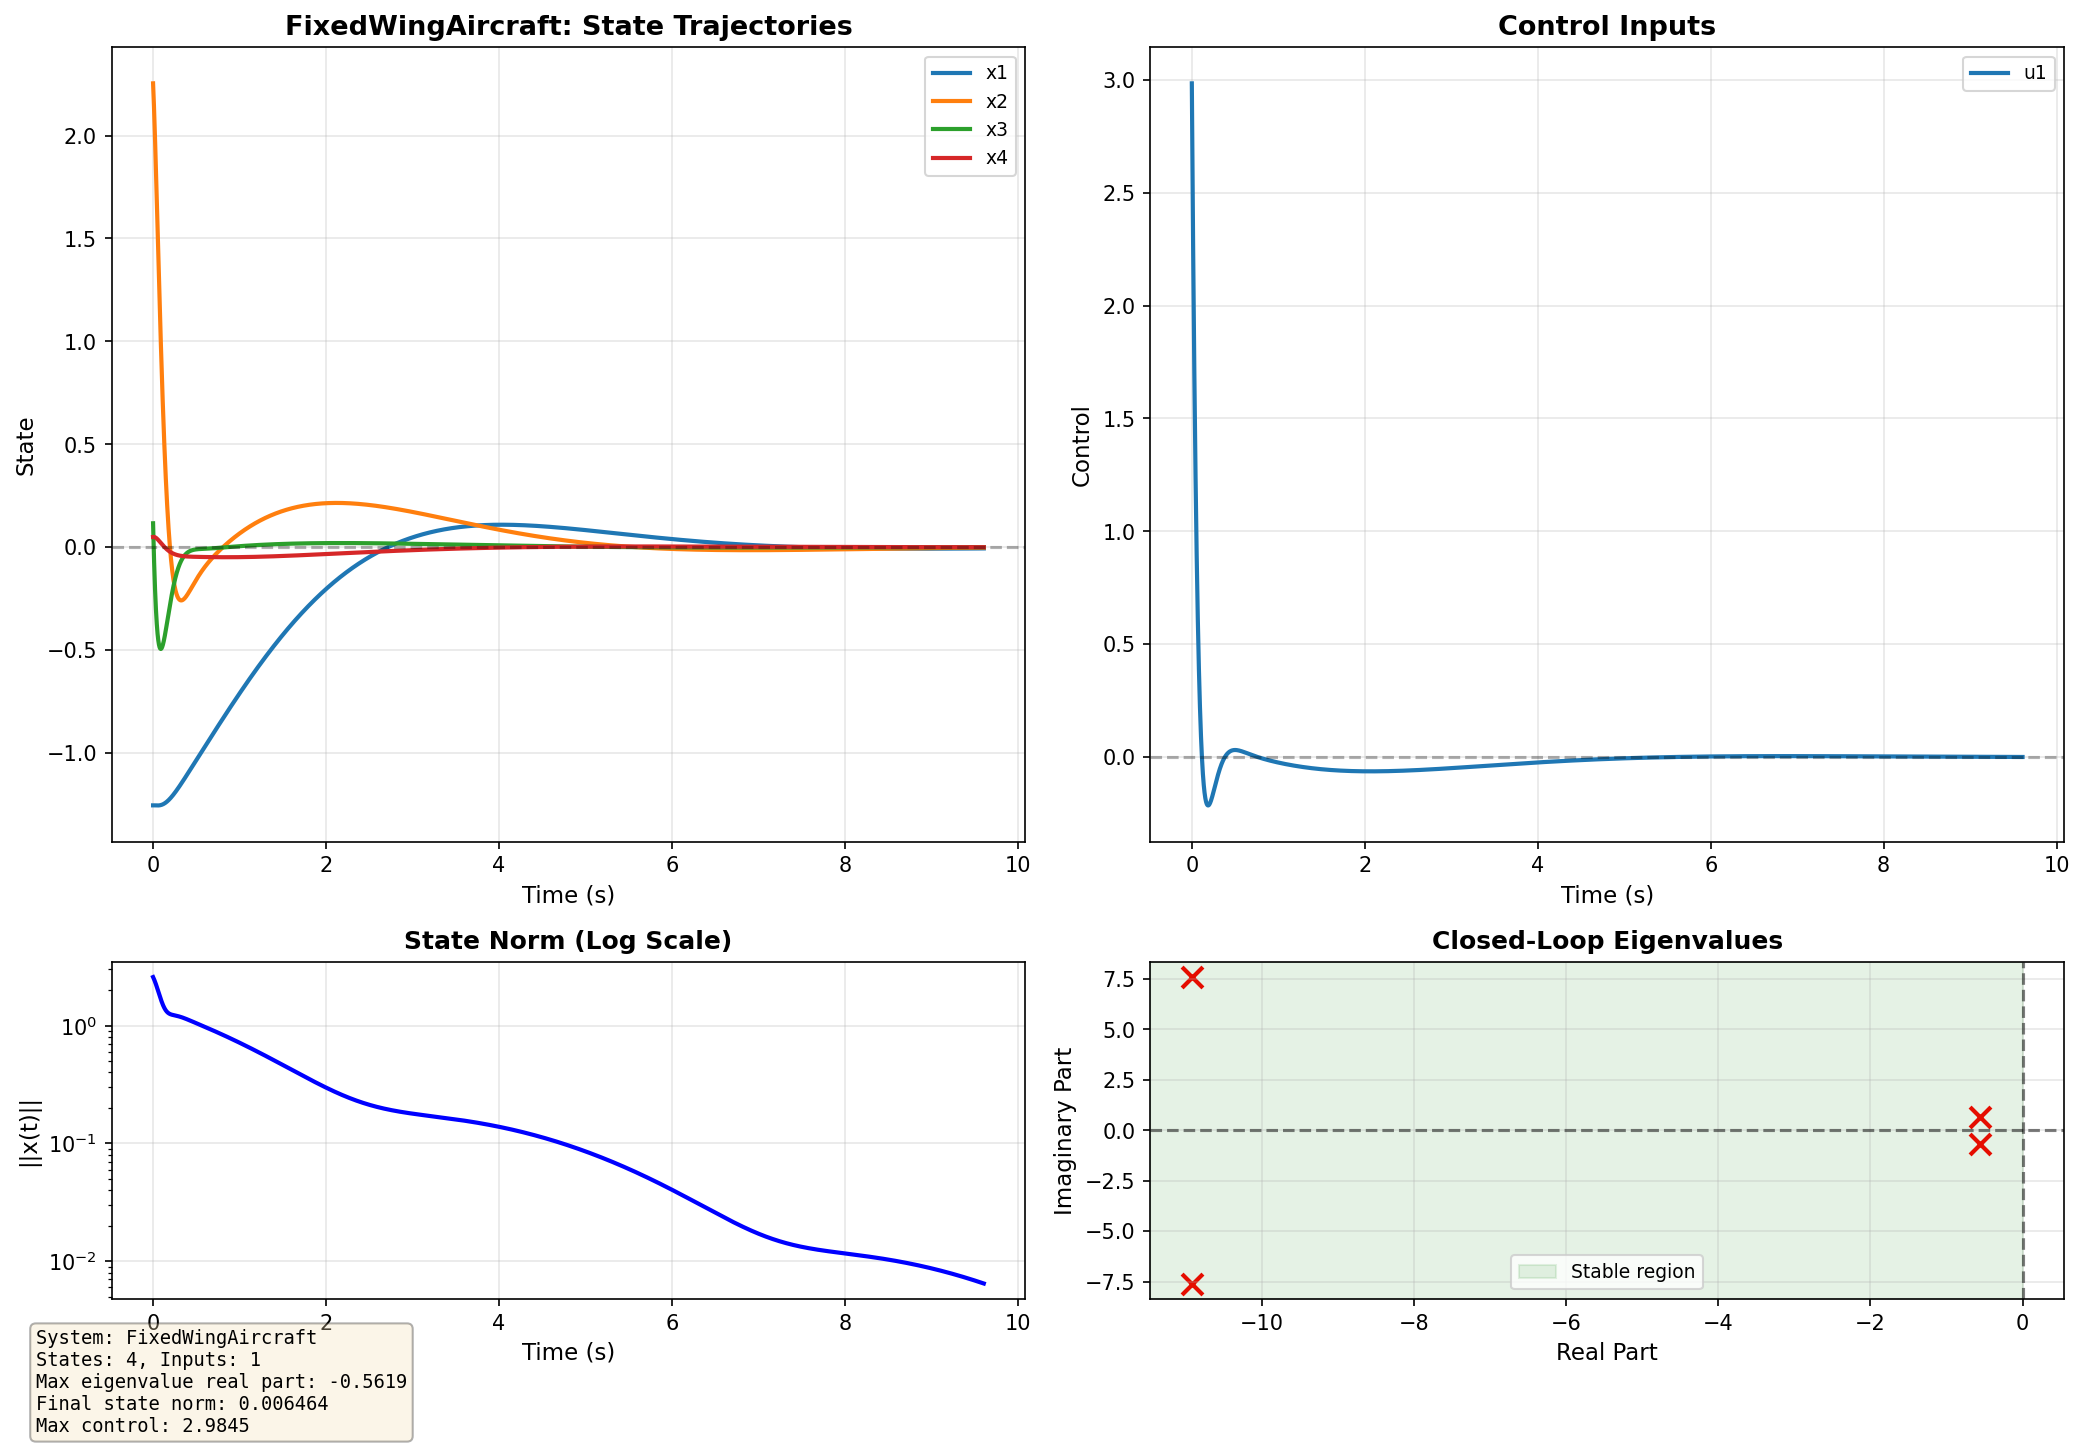 FixedWingAircraft: State Trajectories
2.0
1.5
1.0
0.5
0.0
−0.5
−1.0
State
0 2 4 6 8 10
Time (s)
x1
x2
x3
x4
Control Inputs
3.0
2.5
2.0
1.5
1.0
0.5
0.0
Control
0 2 4 6 8 10
Time (s)
u1
State Norm (Log Scale)
10⁰
10⁻¹
10⁻²
||x(t)||
0 2 4 6 8 10
Time (s)
Closed-Loop Eigenvalues
7.5
5.0
2.5
0.0
−2.5
−5.0
−7.5
Imaginary Part
Stable region
−10 −8 −6 −4 −2 0
Real Part
System: FixedWingAircraft
States: 4, Inputs: 1
Max eigenvalue real part: -0.5619
Final state norm: 0.006464
Max control: 2.9845